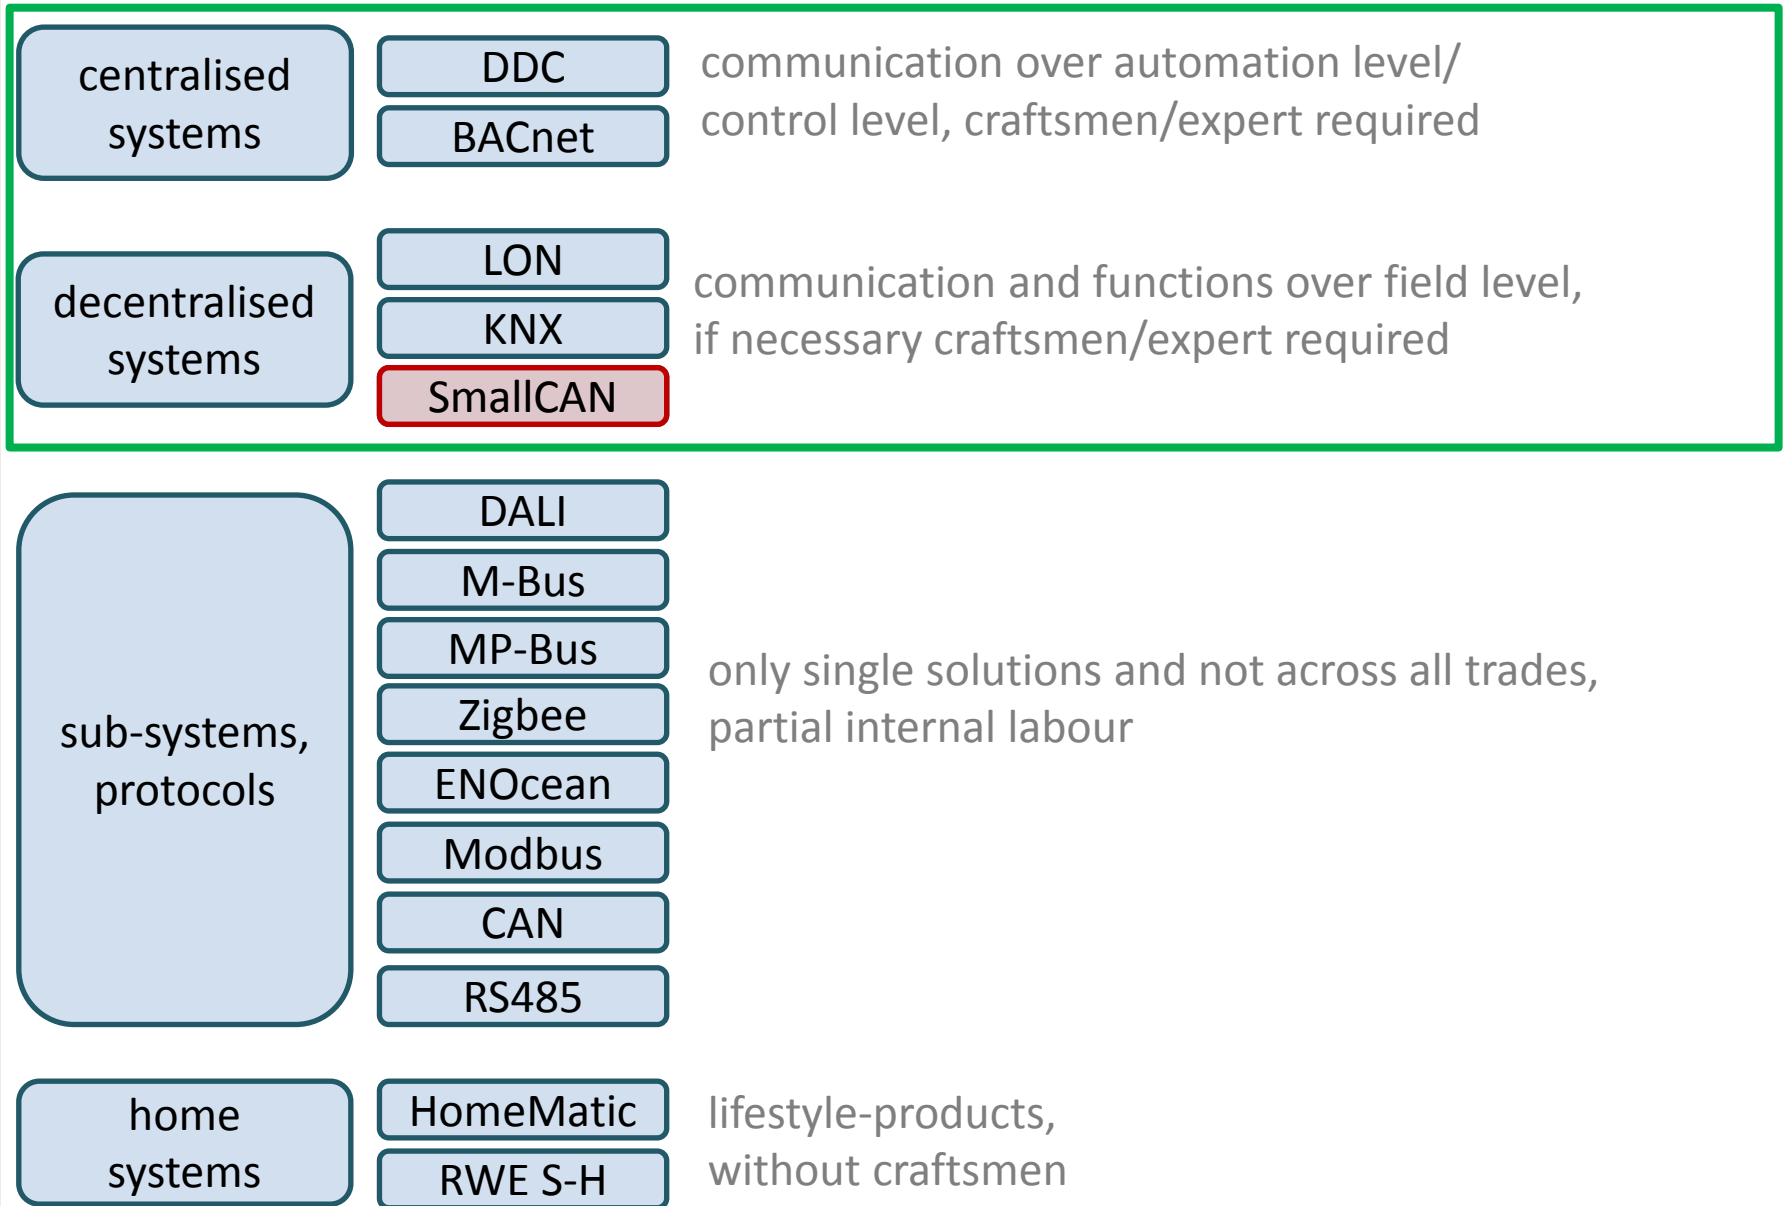 centralised
systems
DDC
BACnet
communication over automation level/
control level, craftsmen/expert required
decentralised
systems
LON
KNX
SmallCAN
communication and functions over field level,
if necessary craftsmen/expert required
sub-systems,
protocols
DALI
M-Bus
MP-Bus
Zigbee
ENOcean
Modbus
CAN
RS485
only single solutions and not across all trades,
partial internal labour
home
systems
HomeMatic
RWE S-H
lifestyle-products,
without craftsmen